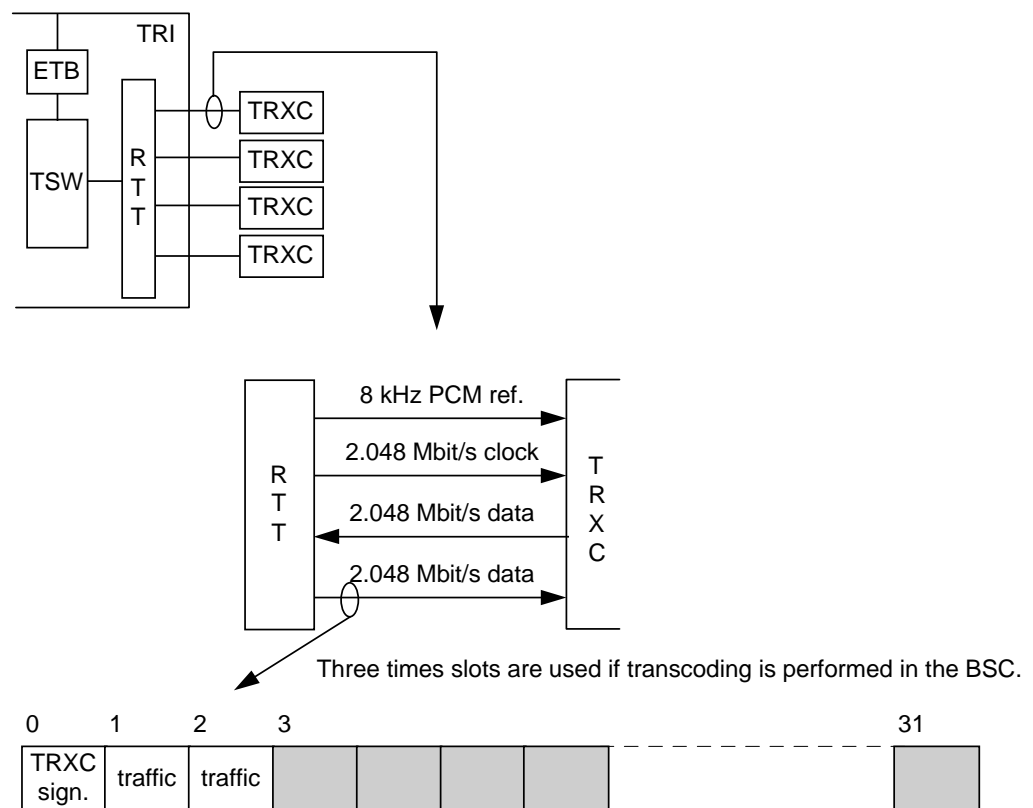 TRI
ETB
TSW
R
T
T
TRXC
TRXC
TRXC
TRXC
8 kHz PCM ref.
2.048 Mbit/s clock
2.048 Mbit/s data
2.048 Mbit/s data
R
T
T
T
R
X
C
Three times slots are used if transcoding is performed in the BSC.
0 1 2 3 31
TRXC
sign.
traffic
traffic